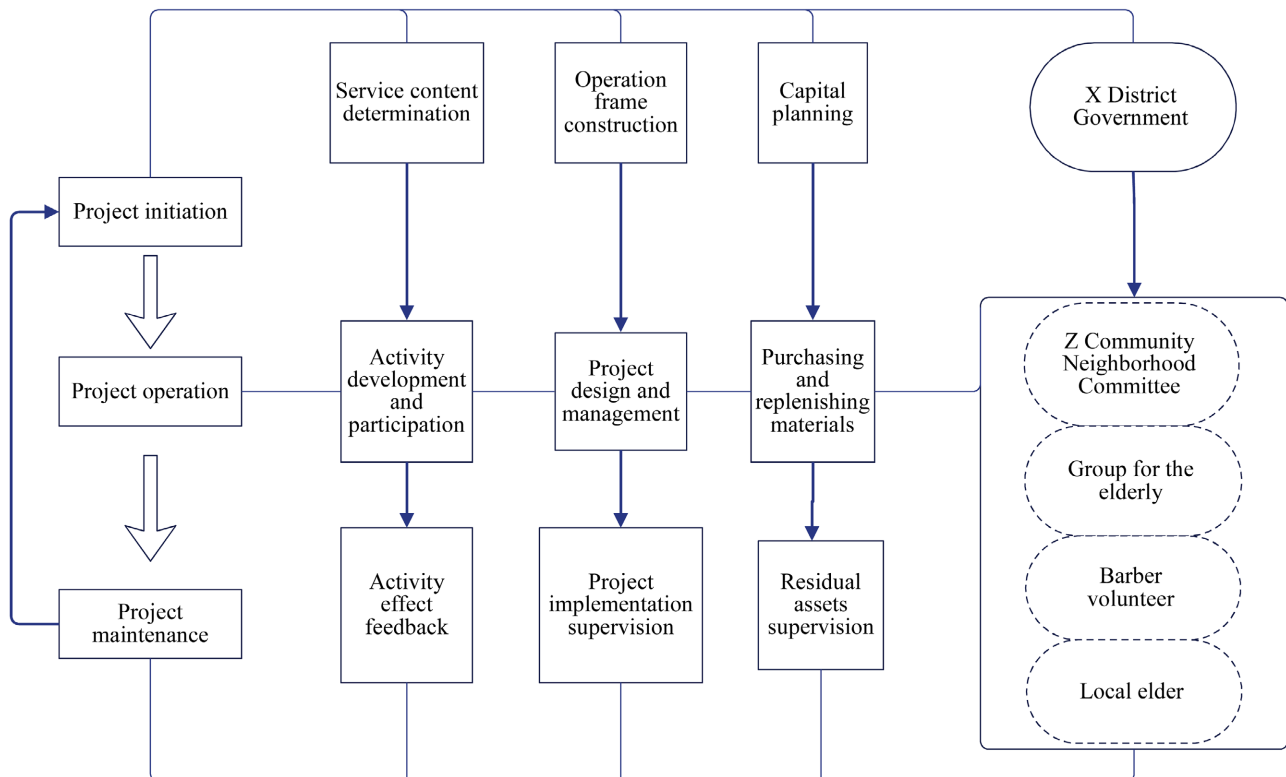 Service content
determination
Operation
frame
construction
Capital
planning
X District
Government
Project initiation
Project operation
Activity
development
and
participation
Project
design and
management
Purchasing
and
replenishing
materials
Z Community
Neighborhood
Committee
Group for the
elderly
Barber
volunteer
Local elder
Project
maintenance
Activity
effect
feedback
Project
implementation
supervision
Residual
assets
supervision